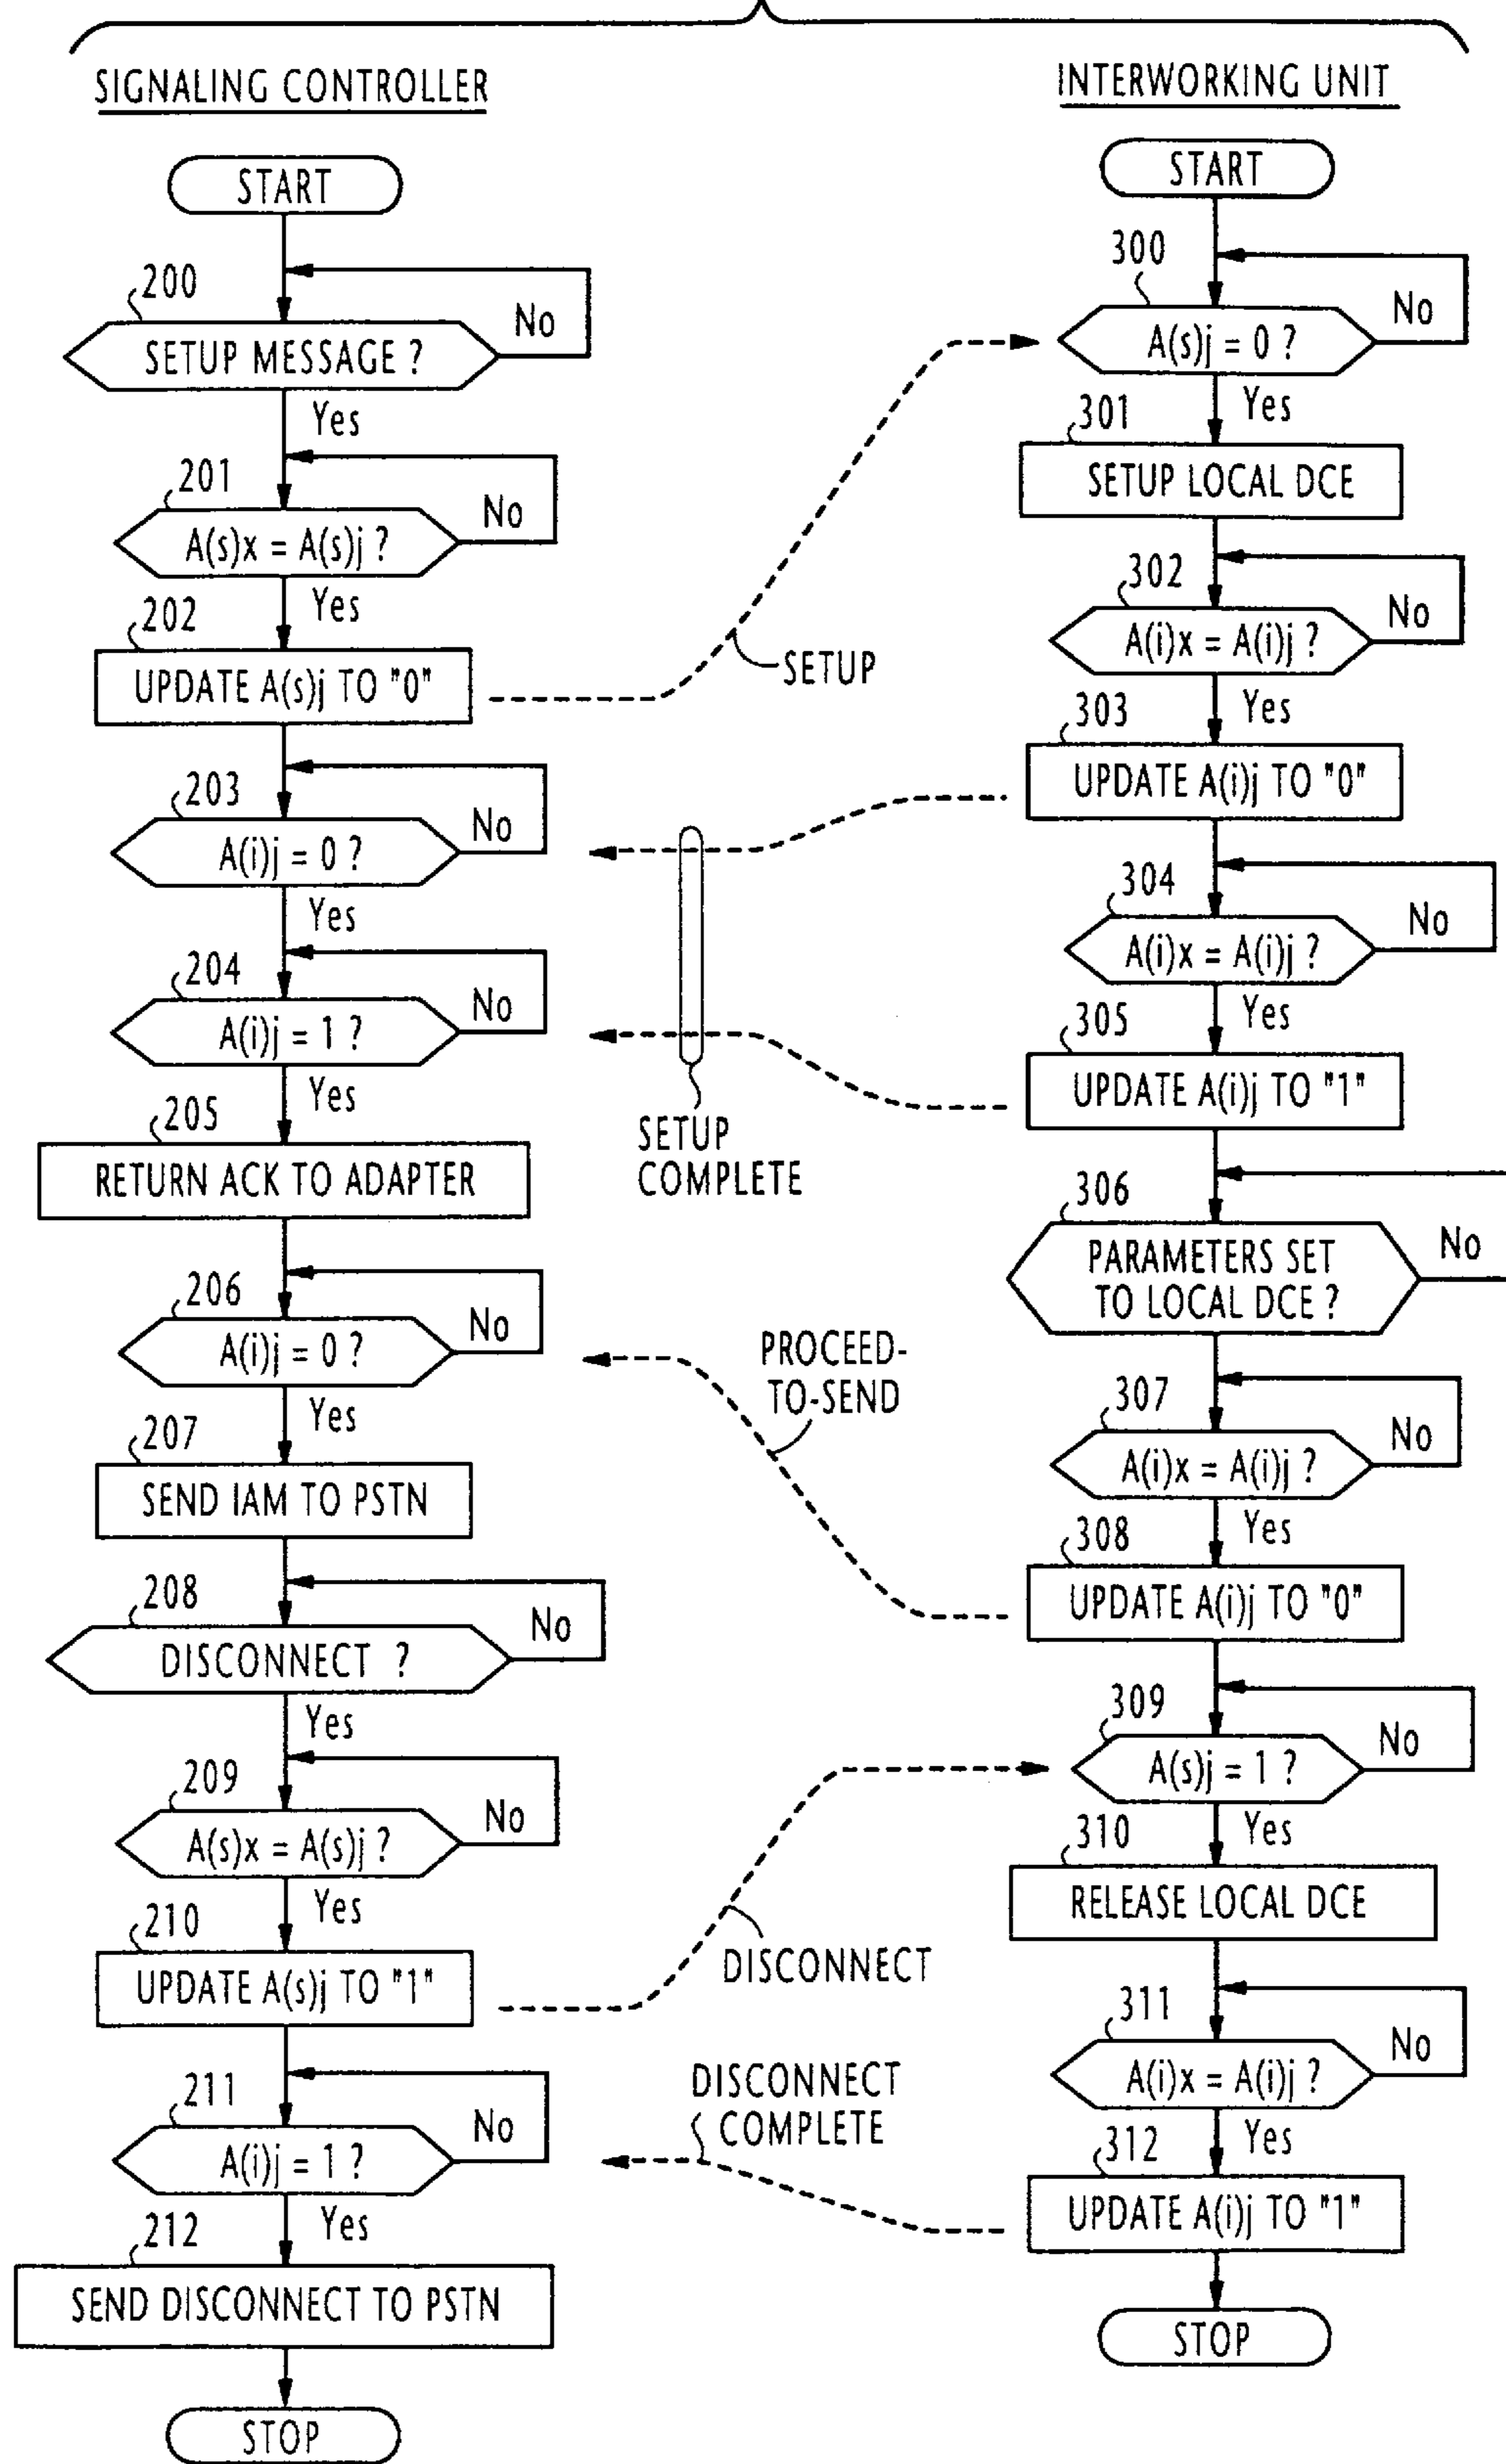 SIGNALING CONTROLLER
START
200
SETUP MESSAGE ?
No
Yes
201
A(s)x = A(s)j ?
No
Yes
202
UPDATE A(s)j TO "0"
203
A(i)j = 0 ?
No
Yes
204
A(i)j = 1 ?
No
Yes
205
RETURN ACK TO ADAPTER
206
A(i)j = 0 ?
No
Yes
207
SEND IAM TO PSTN
208
DISCONNECT ?
No
Yes
209
A(s)x = A(s)j ?
No
Yes
210
UPDATE A(s)j TO "1"
211
A(i)j = 1 ?
No
Yes
212
SEND DISCONNECT TO PSTN
STOP
SETUP
SETUP
COMPLETE
PROCEED-
TO-SEND
DISCONNECT
DISCONNECT
COMPLETE
INTERWORKING UNIT
START
300
A(s)j = 0 ?
No
Yes
301
SETUP LOCAL DCE
302
A(i)x = A(i)j ?
No
Yes
303
UPDATE A(i)j TO "0"
304
A(i)x = A(i)j ?
No
Yes
305
UPDATE A(i)j TO "1"
306
PARAMETERS SET
TO LOCAL DCE ?
No
307
A(i)x = A(i)j ?
No
Yes
308
UPDATE A(i)j TO "0"
309
A(s)j = 1 ?
No
Yes
310
RELEASE LOCAL DCE
311
A(i)x = A(i)j ?
No
Yes
312
UPDATE A(i)j TO "1"
STOP